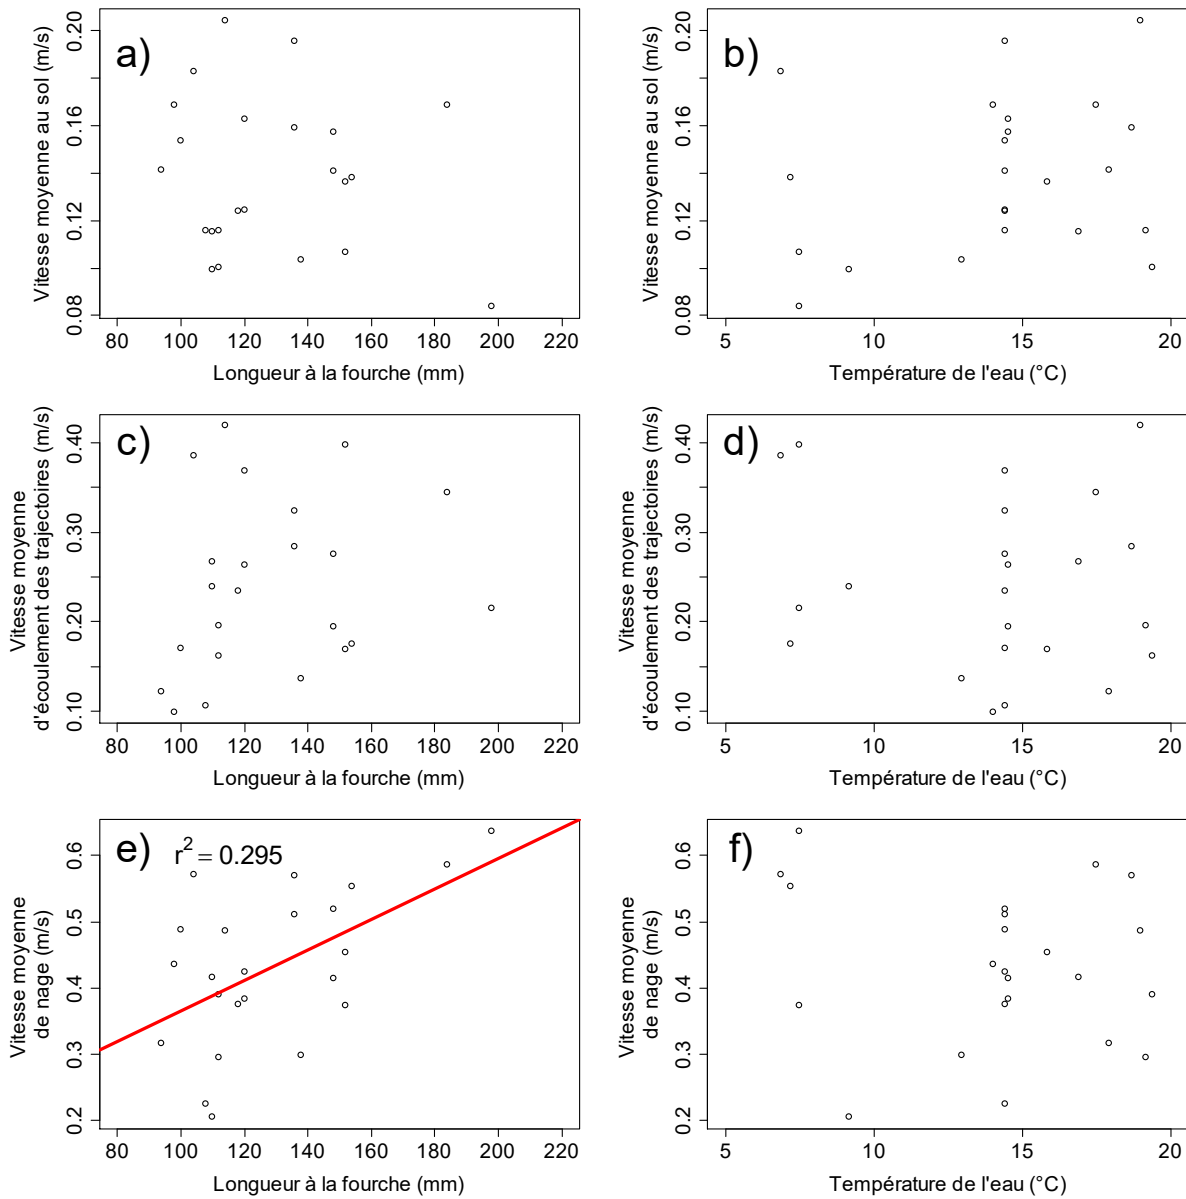 a)
Vitesse moyenne au sol (m/s)
0.08 0.12 0.16 0.20
80 100 120 140 160 180 200 220
Longueur à la fourche (mm)
b)
Vitesse moyenne au sol (m/s)
0.08 0.12 0.16 0.20
5 10 15 20
Température de l'eau (°C)
c)
Vitesse moyenne
d'écoulement des trajectoires (m/s)
0.10 0.20 0.30 0.40
80 100 120 140 160 180 200 220
Longueur à la fourche (mm)
d)
Vitesse moyenne
d'écoulement des trajectoires (m/s)
0.10 0.20 0.30 0.40
5 10 15 20
Température de l'eau (°C)
e)
r² = 0.295
Vitesse moyenne
de nage (m/s)
0.2 0.3 0.4 0.5 0.6
80 100 120 140 160 180 200 220
Longueur à la fourche (mm)
f)
Vitesse moyenne
de nage (m/s)
0.2 0.3 0.4 0.5 0.6
5 10 15 20
Température de l'eau (°C)